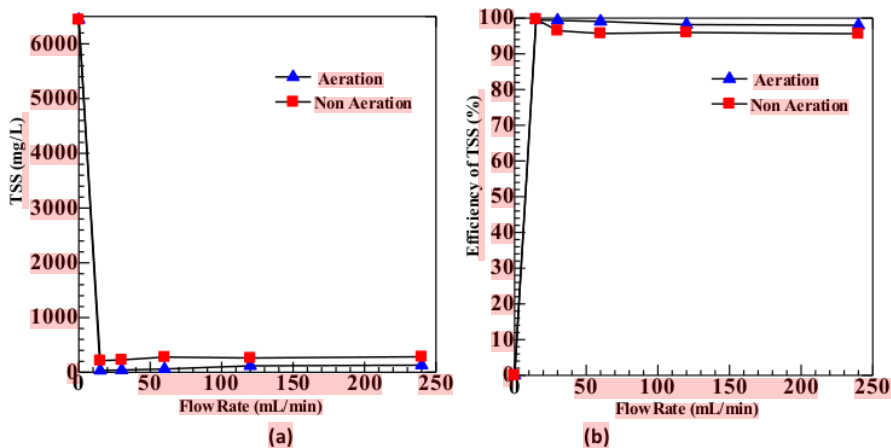 6000
5000
4000
3000
2000
1000
0
TSS (mg/L)
Aeration
Non Aeration
0 50 100 150 200 250
Flow Rate (mL/min)
(a)
100
90
80
70
60
50
40
30
20
10
0
Efficiency of TSS (%)
Aeration
Non Aeration
0 50 100 150 200 250
Flow Rate (mL/min)
(b)